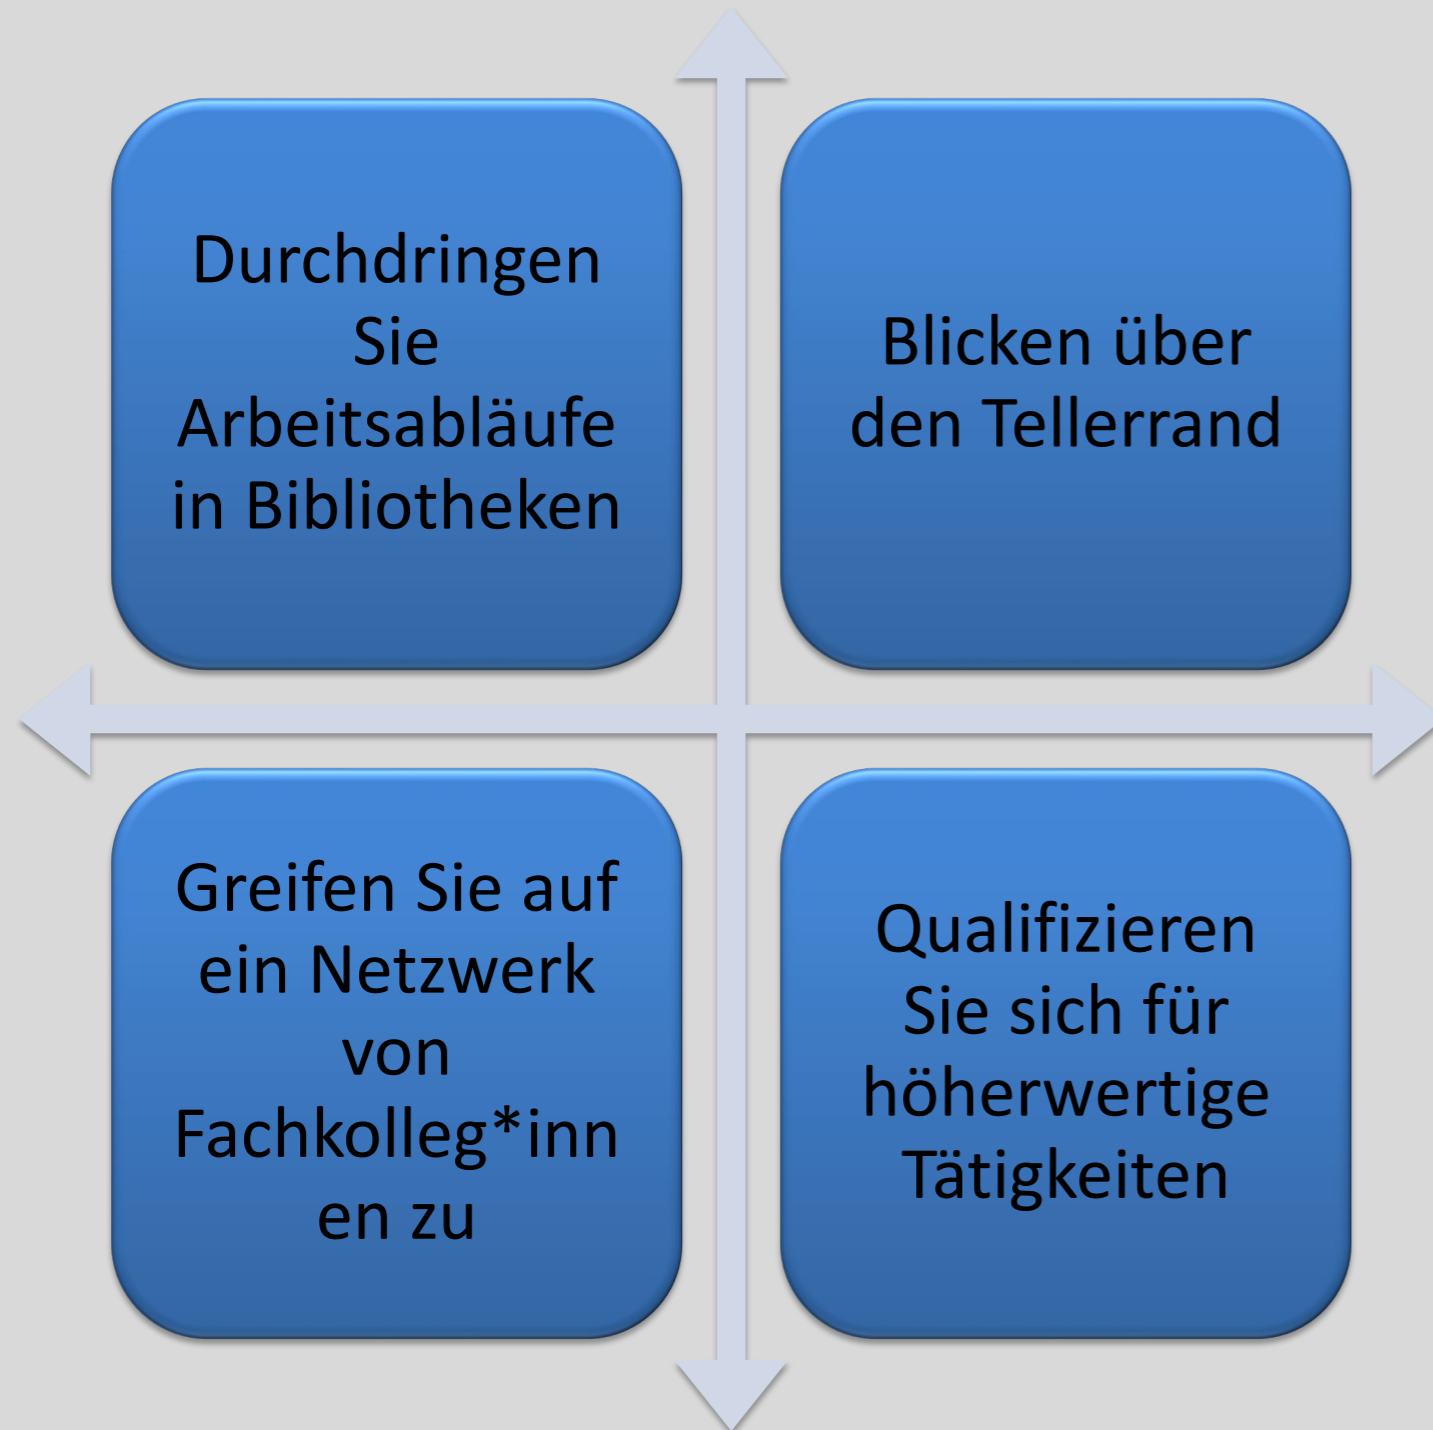 Durchdringen
Sie
Arbeitsabläufe
in Bibliotheken
Blicken über
den Tellerrand
Greifen Sie auf
ein Netzwerk
von
Fachkolleg*inn
en zu
Qualifizieren
Sie sich für
höherwertige
Tätigkeiten